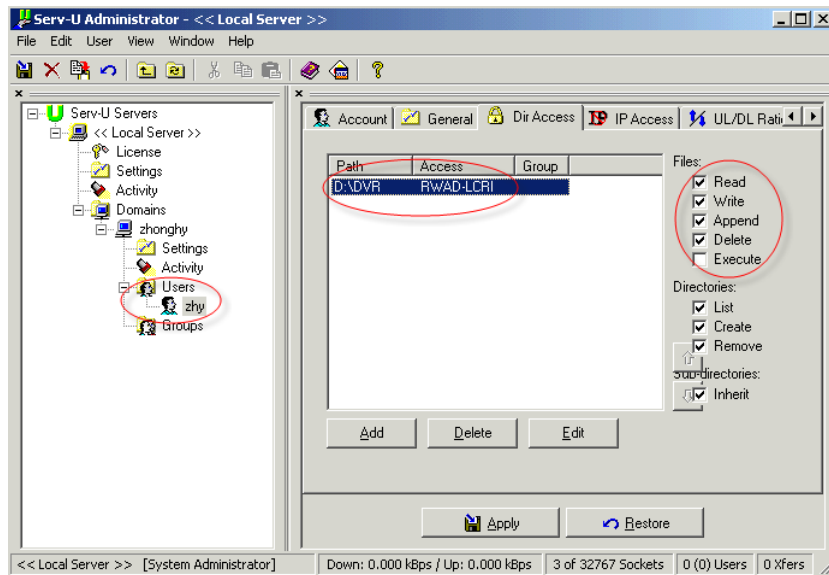 Serv-U Administrator - << Local Server >>
File Edit User View Window Help
Serv-U Servers
<< Local Server >>
License
Settings
Activity
Domains
zhonghy
Settings
Activity
Users
zhy
Groups
Account General Dir Access IP Access UL/DL Rati
Path Access Group
D:\DVR RWAD-LCRI
Files:
Read
Write
Append
Delete
Execute
Directories:
List
Create
Remove
Sub-directories:
Inherit
Add Delete Edit
Apply Restore
<< Local Server >> [System Administrator] Down: 0.000 kBps / Up: 0.000 kBps 3 of 32767 Sockets 0 (0) Users 0 Xfers